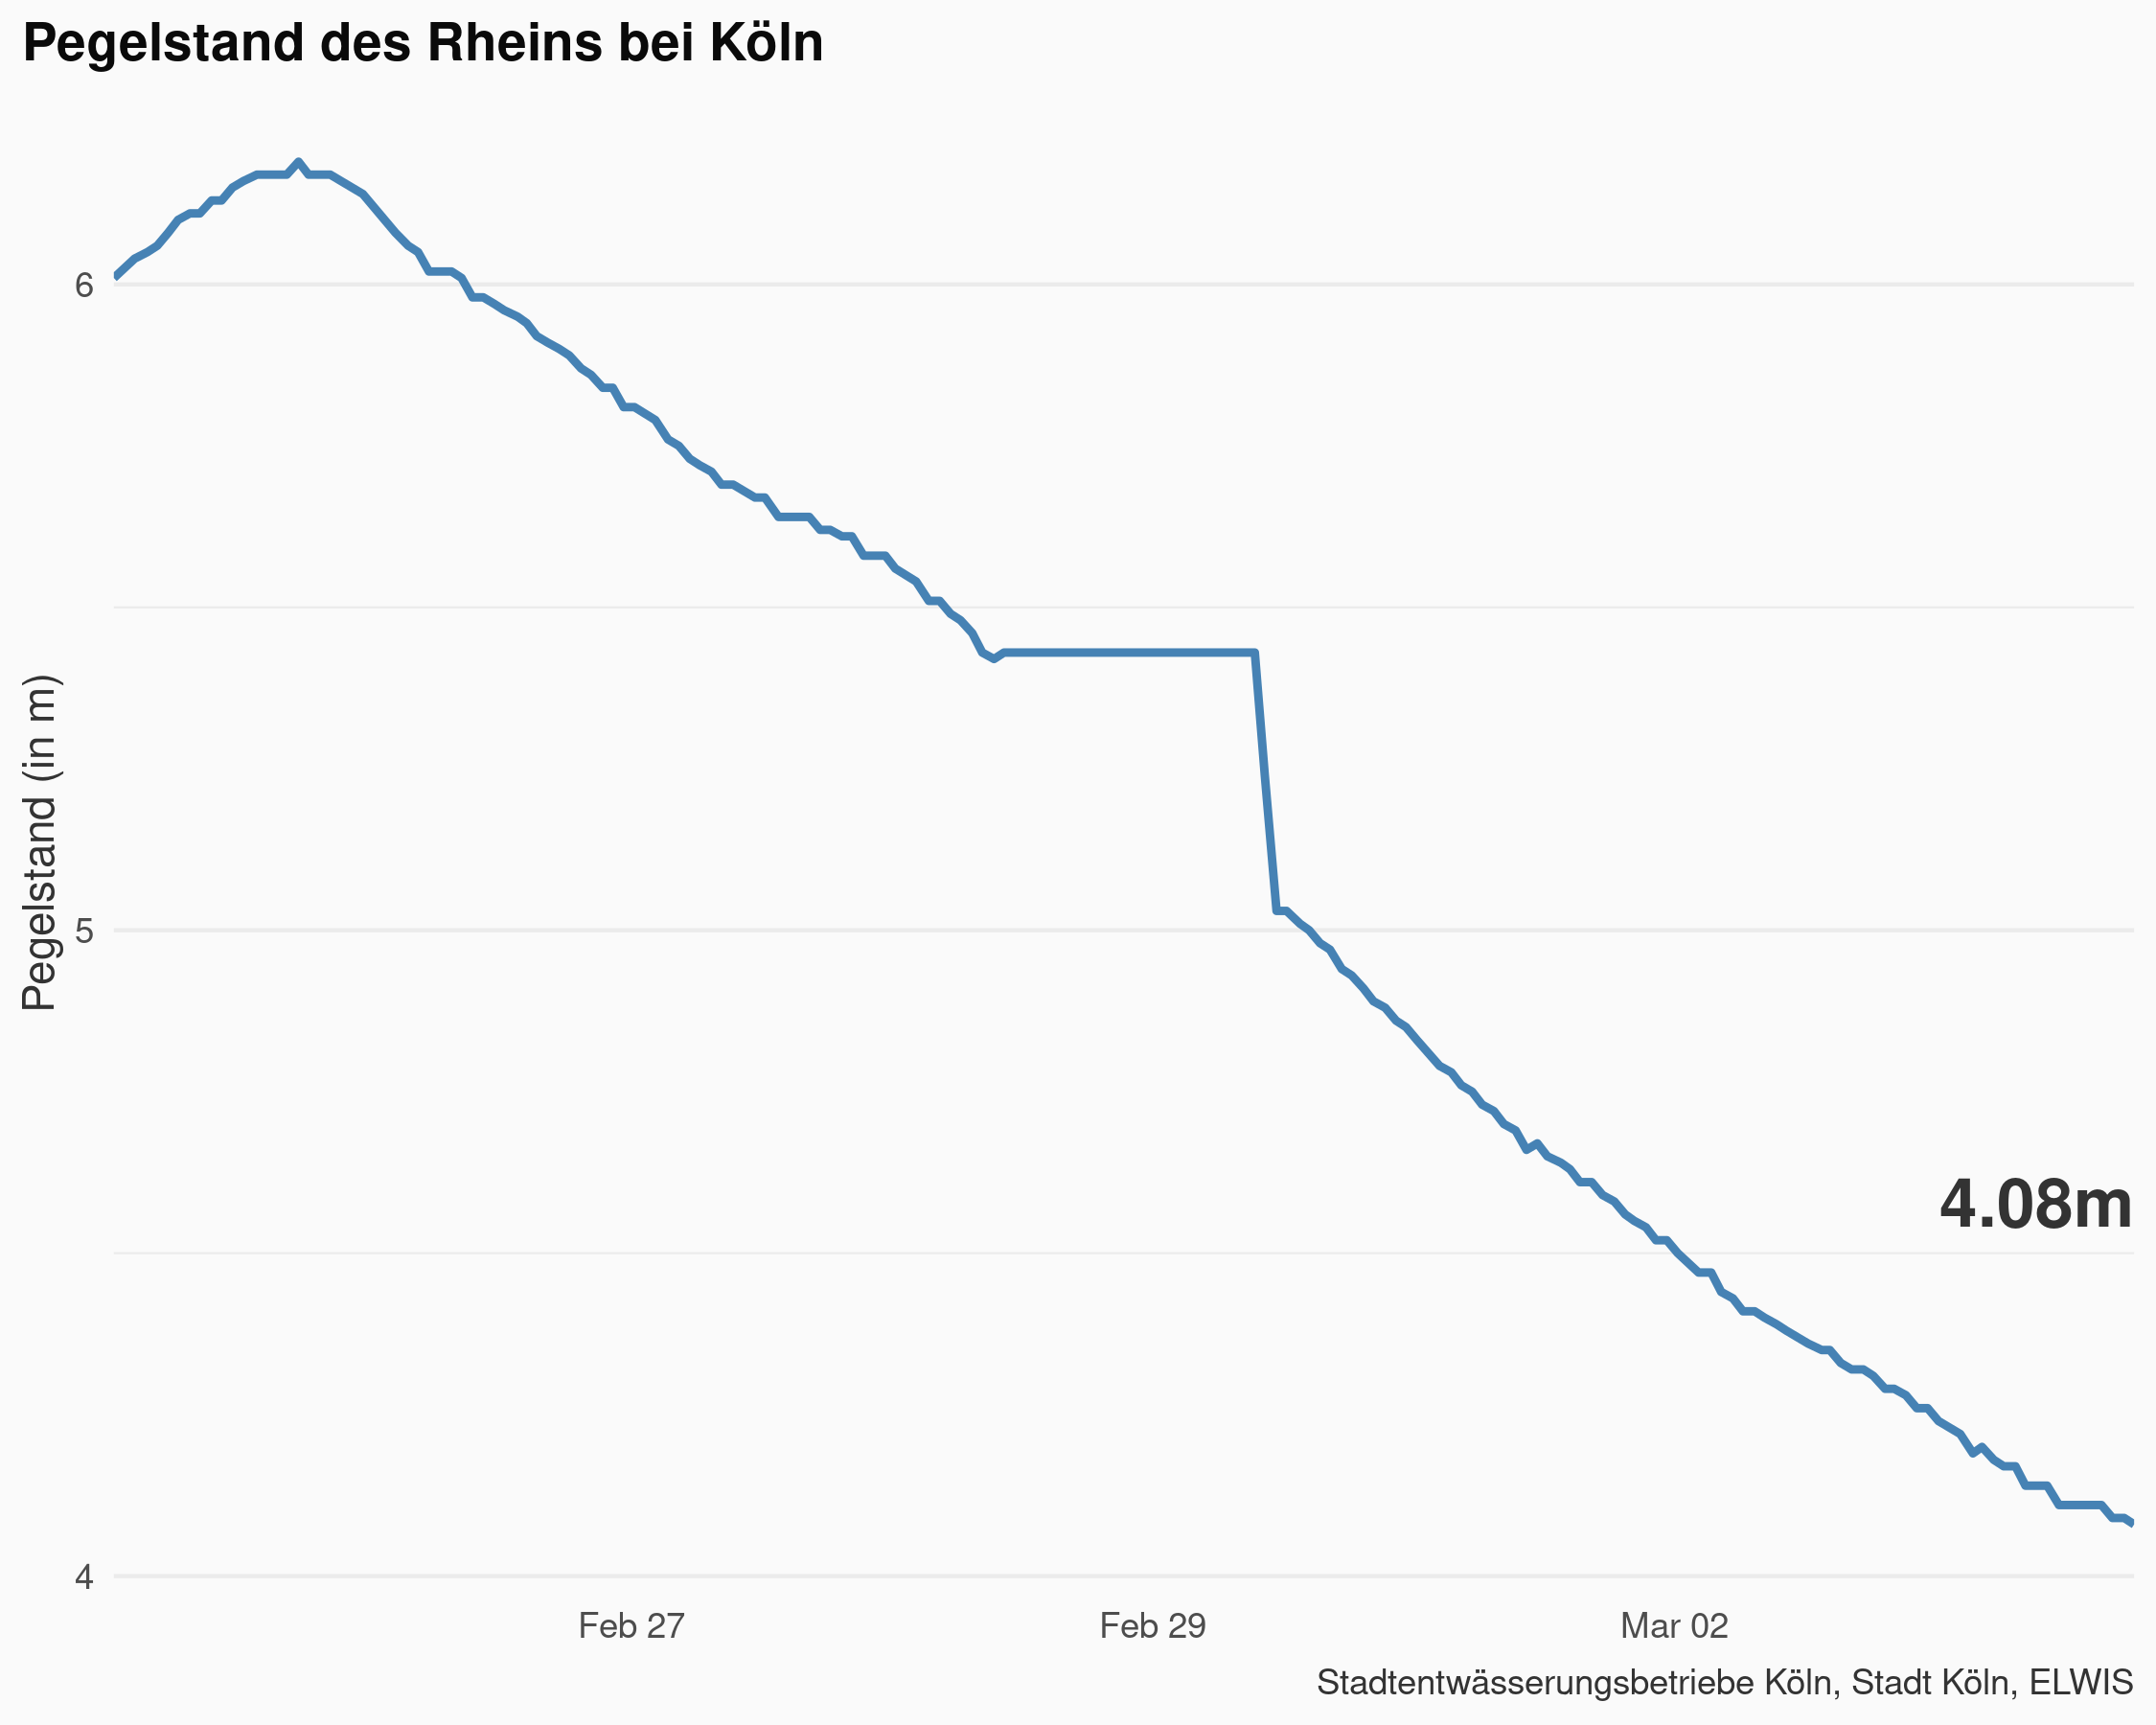 Pegelstand des Rheins bei Köln
Pegelstand (in m)
6
5
4
4.08m
Feb 27
Feb 29
Mar 02
Stadtentwässerungsbetriebe Köln, Stadt Köln, ELWIS